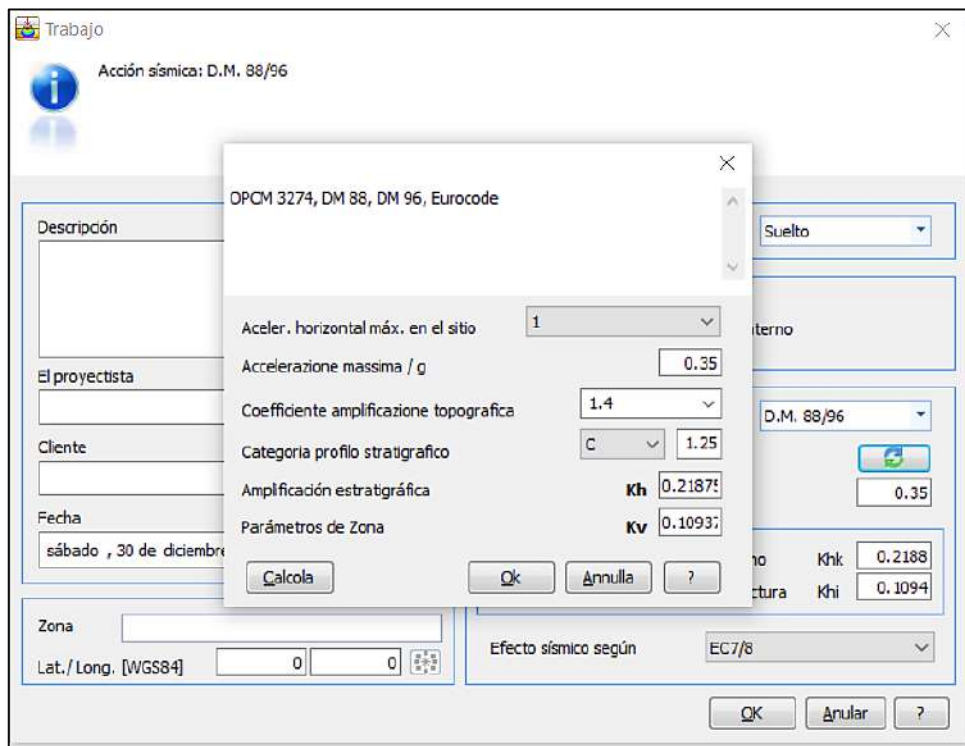 Trabajo
Acción sísmica: D.M. 88/96
OPCM 3274, DM 88, DM 96, Eurocode
Aceler. horizontal máx. en el sitio 1
Accelerazione massima / g 0.35
Coefficiente amplificazione topografica 1.4
Categoria profilo stratigrafico C 1.25
Amplificación estratigráfica Kh 0.21875
Parámetros de Zona Kv 0.10937
Calcola Ok Annulla ?
Descripción
El proyectista
Cliente
Fecha
sábado , 30 de diciembre
Zona
Lat./Long. [WGS84] 0 0
Suelto
terno
D.M. 88/96
0.35
no Khk 0.2188
ctura Khi 0.1094
Efecto sísmico según EC7/8
OK Anular ?